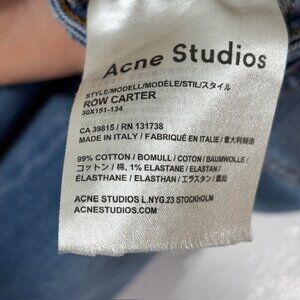 Acne Studios
STYLE/MODELL/MODÈLE/STIL/スタイル
ROW CARTER
30X151-134
CA 39815 / RN 131738
MADE IN ITALY / FABRIQUÉ EN ITALIE / 意大利制造
99% COTTON / BOMULL / COTON / BAUMWOLLE /
コットン / 棉, 1% ELASTANE / ELASTAN /
ÉLASTHANE / ELASTHAN / エラスタン / 氨纶
ACNE STUDIOS L.NYG.23 STOCKHOLM
ACNESTUDIOS.COM